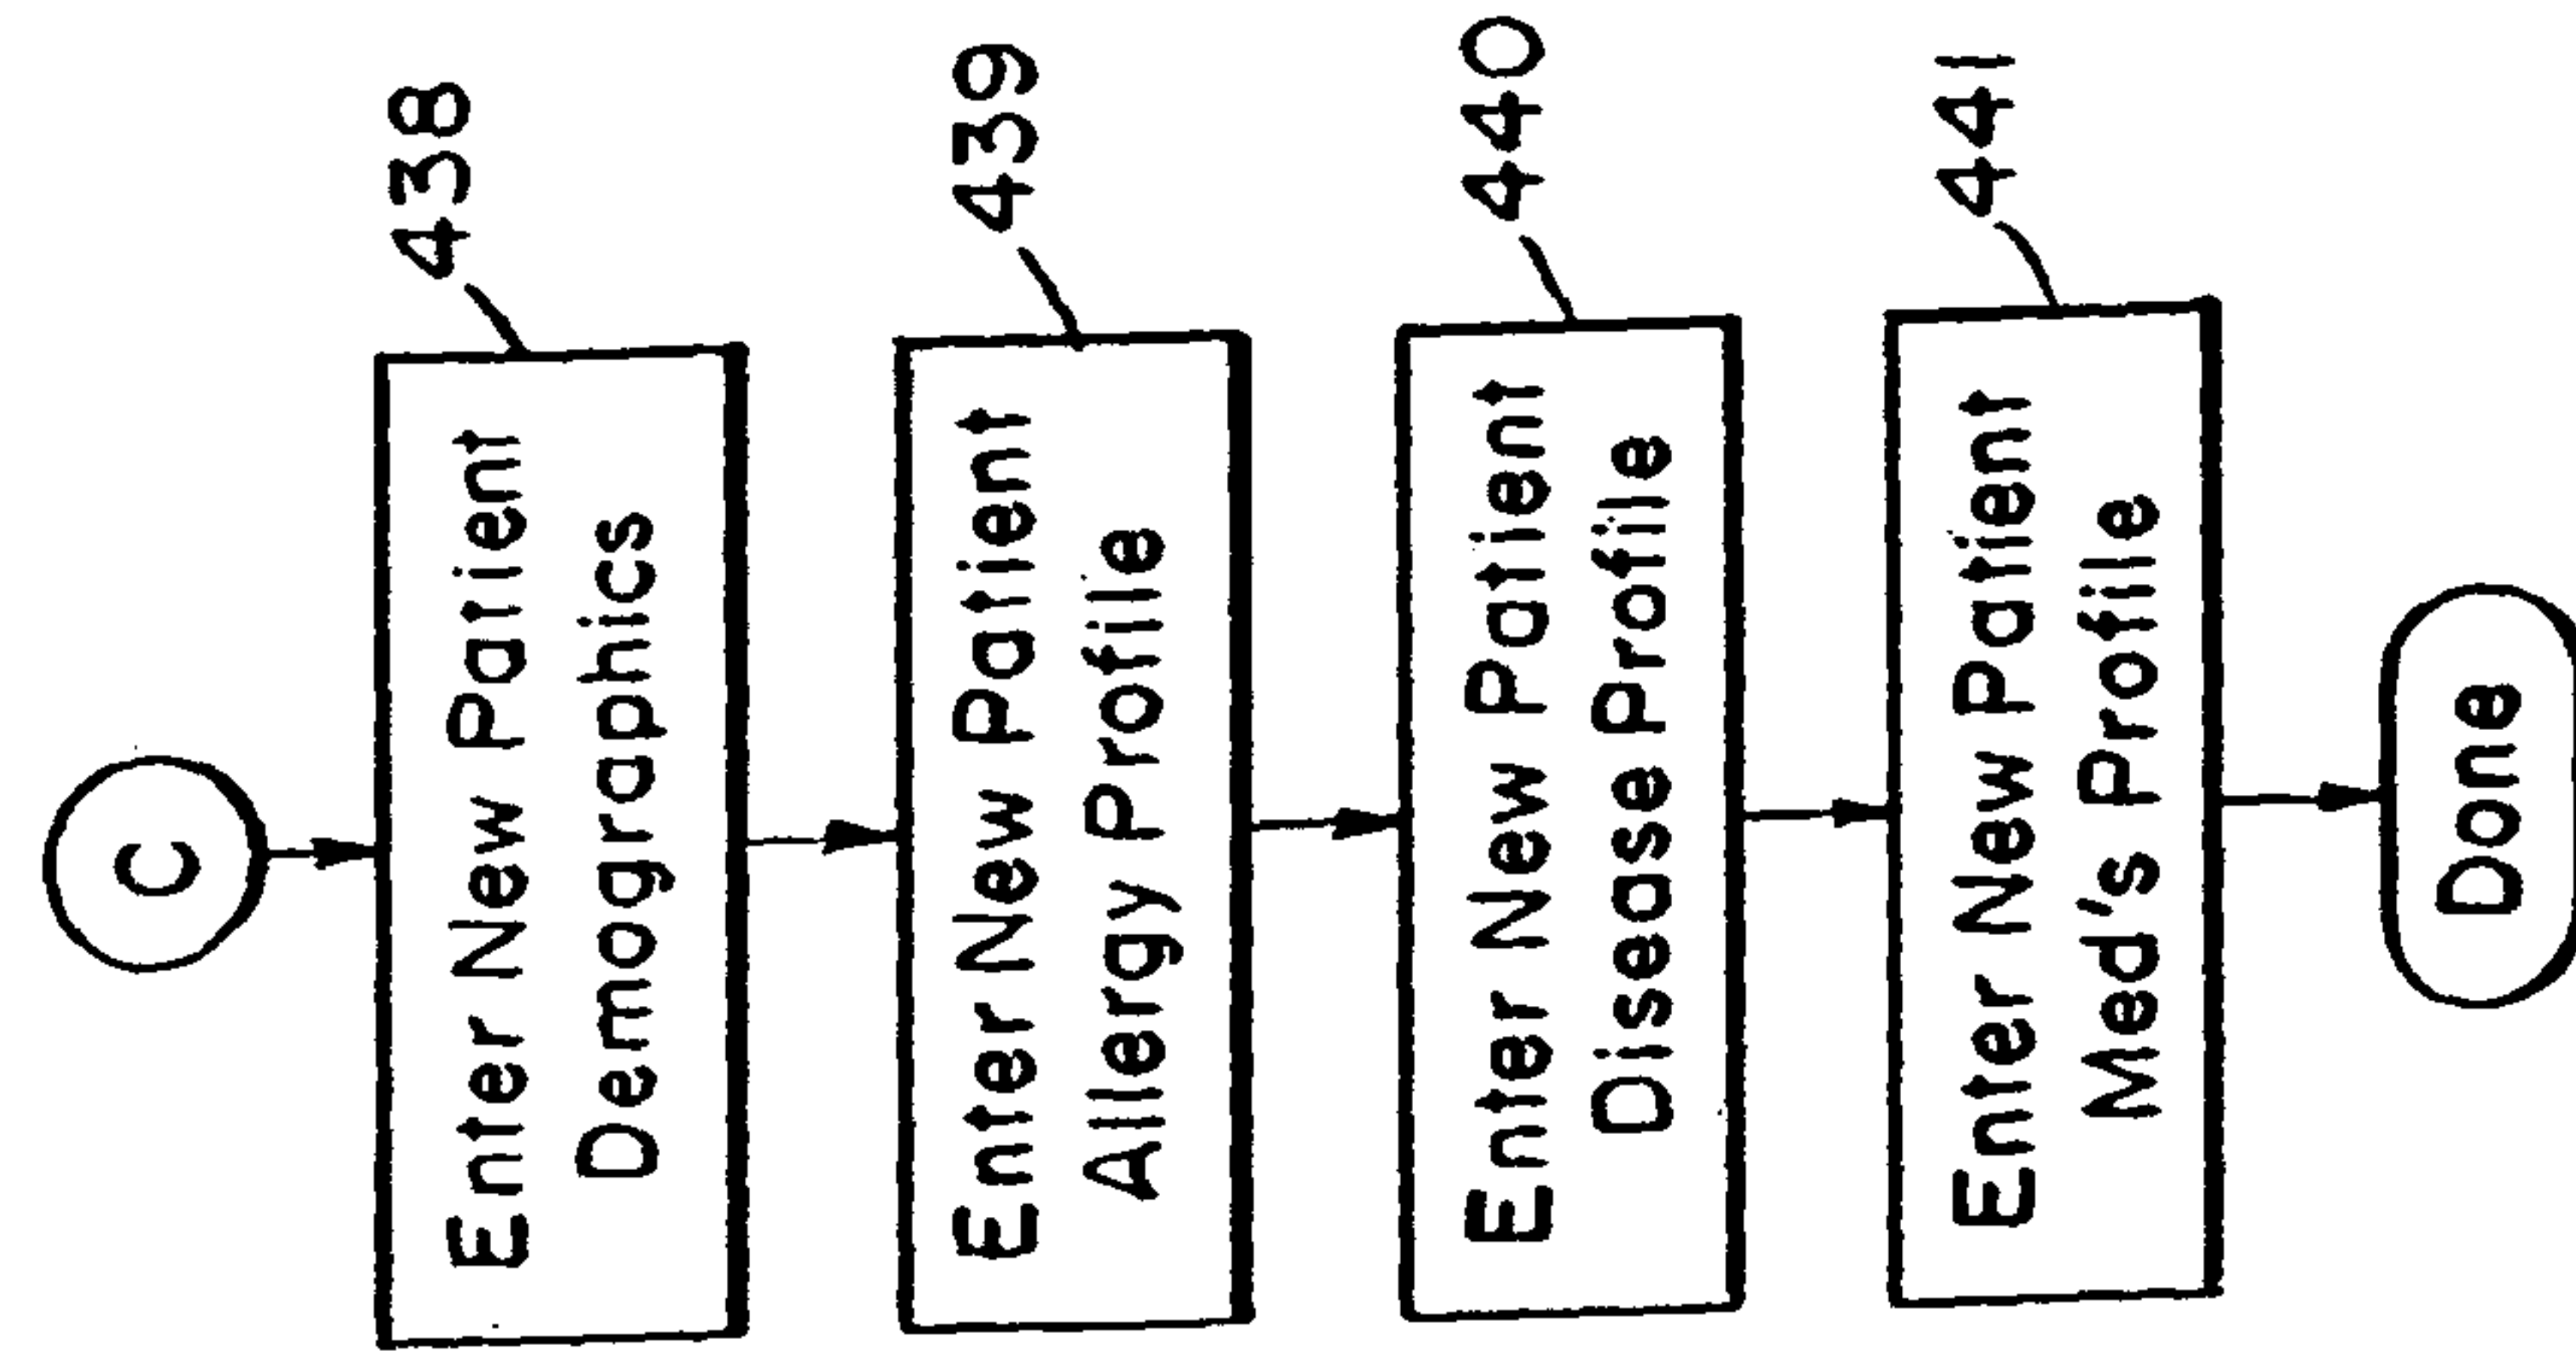 C
438
Enter New Patient
Demographics
439
Enter New Patient
Allergy Profile
440
Enter New Patient
Disease Profile
441
Enter New Patient
Med's Profile
Done